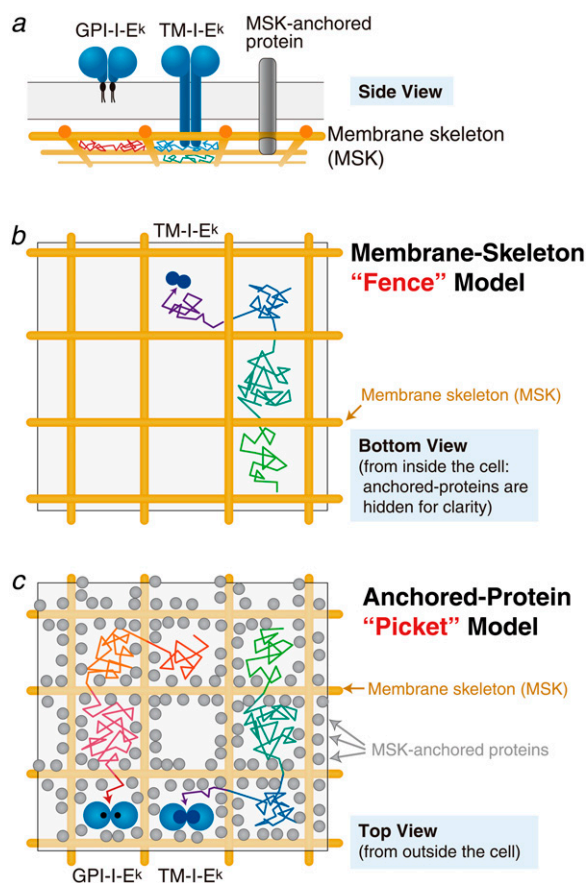 a
GPI-I-Eᵏ TM-I-Eᵏ MSK-anchored
protein
Side View
Membrane skeleton
(MSK)
b
TM-I-Eᵏ
Membrane-Skeleton
“Fence” Model
Membrane skeleton (MSK)
Bottom View
(from inside the cell:
anchored-proteins are
hidden for clarity)
c
Anchored-Protein
“Picket” Model
Membrane skeleton (MSK)
MSK-anchored proteins
Top View
(from outside the cell)
GPI-I-Eᵏ TM-I-Eᵏ